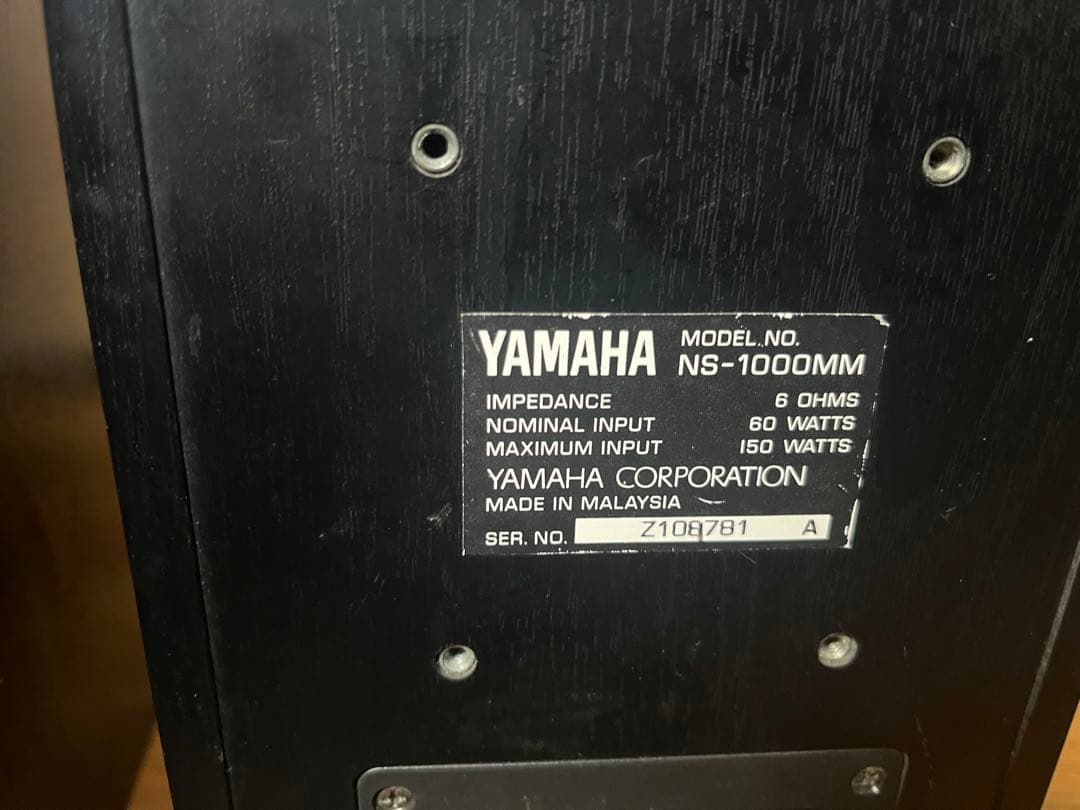 YAMAHA MODEL NO.
NS-1000MM
IMPEDANCE 6 OHMS
NOMINAL INPUT 60 WATTS
MAXIMUM INPUT 150 WATTS
YAMAHA CORPORATION
MADE IN MALAYSIA
SER. NO. Z108781 A